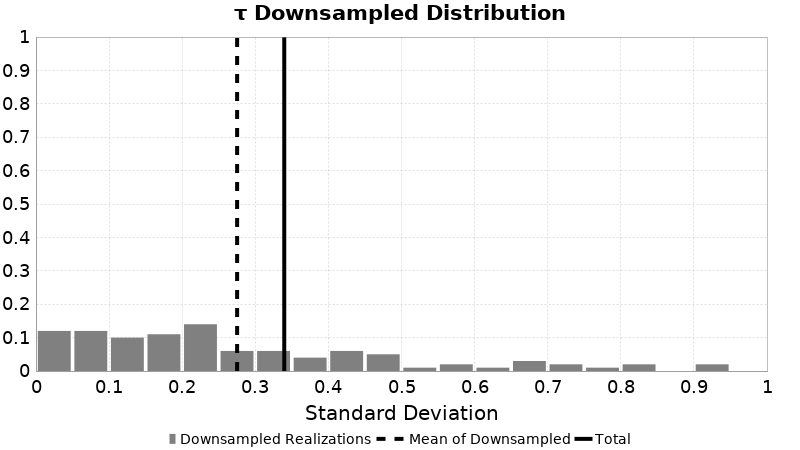 τ Downsampled Distribution
1
0.9
0.8
0.7
0.6
0.5
0.4
0.3
0.2
0.1
0
0 0.1 0.2 0.3 0.4 0.5 0.6 0.7 0.8 0.9 1
Standard Deviation
Downsampled Realizations Mean of Downsampled Total